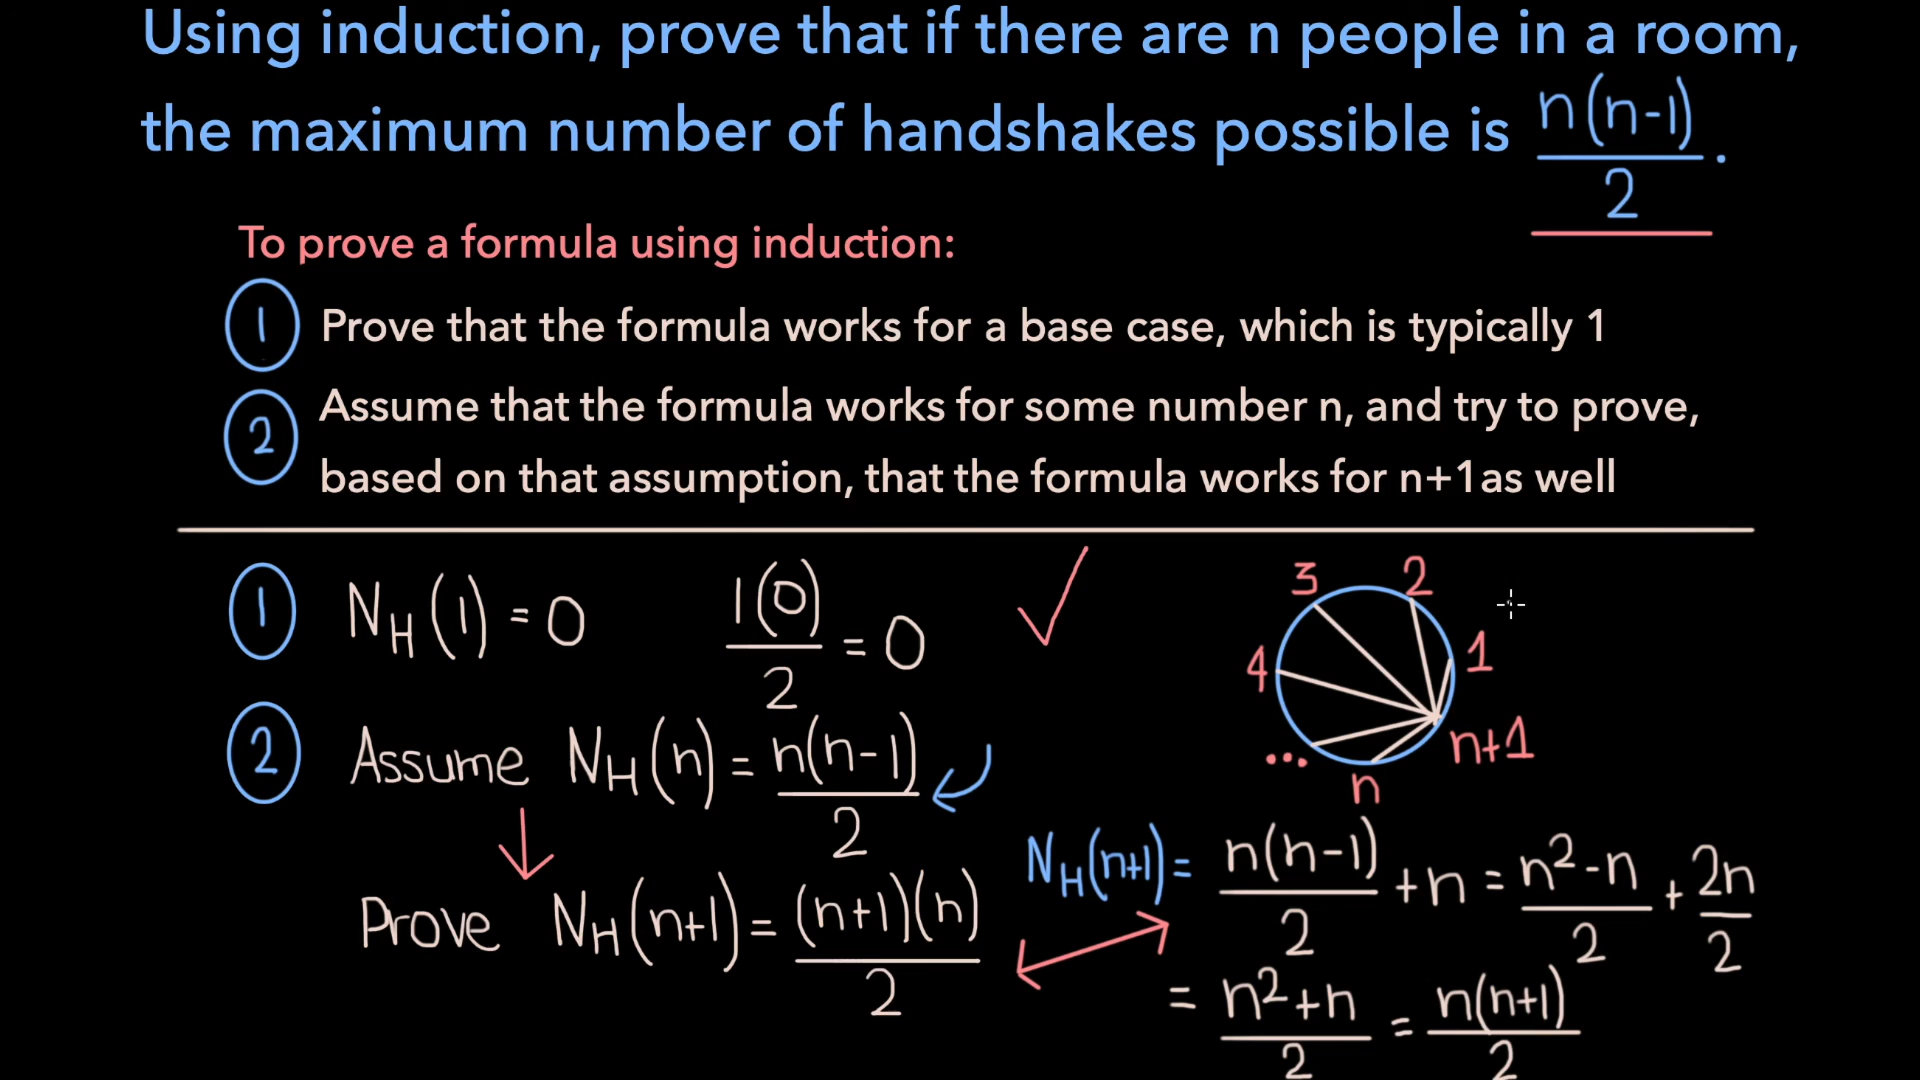 Using induction, prove that if there are n people in a room,
the maximum number of handshakes possible is n(n-1)/2.
To prove a formula using induction:
1 Prove that the formula works for a base case, which is typically 1
2 Assume that the formula works for some number n, and try to prove,
based on that assumption, that the formula works for n+1as well
1 N_H(1) = 0 1(0)/2 = 0 ✓
3 2
4 1
... n n+1
2 Assume N_H(n) = n(n-1)/2
Prove N_H(n+1) = (n+1)(n)/2
N_H(n+1) = n(n-1)/2 + n = n²-n/2 + 2n/2
= n²+n/2 = n(n+1)/2